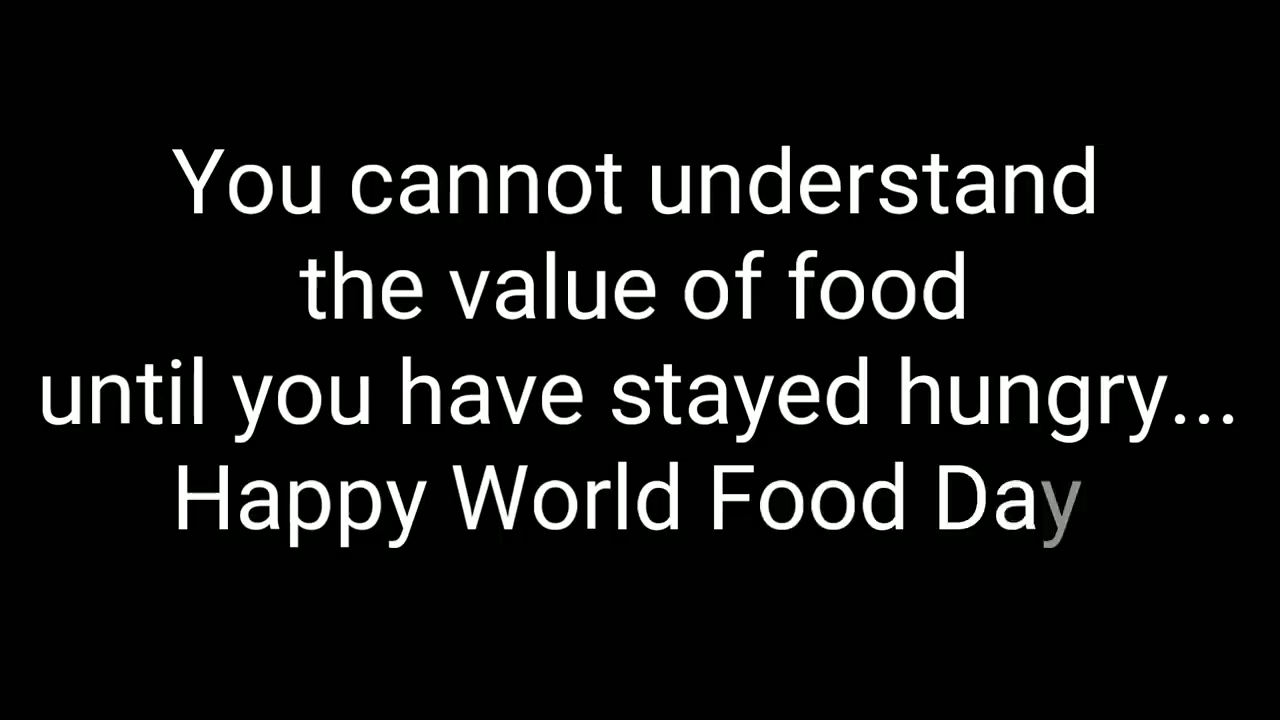 You cannot understand
the value of food
until you have stayed hungry...
Happy World Food Day